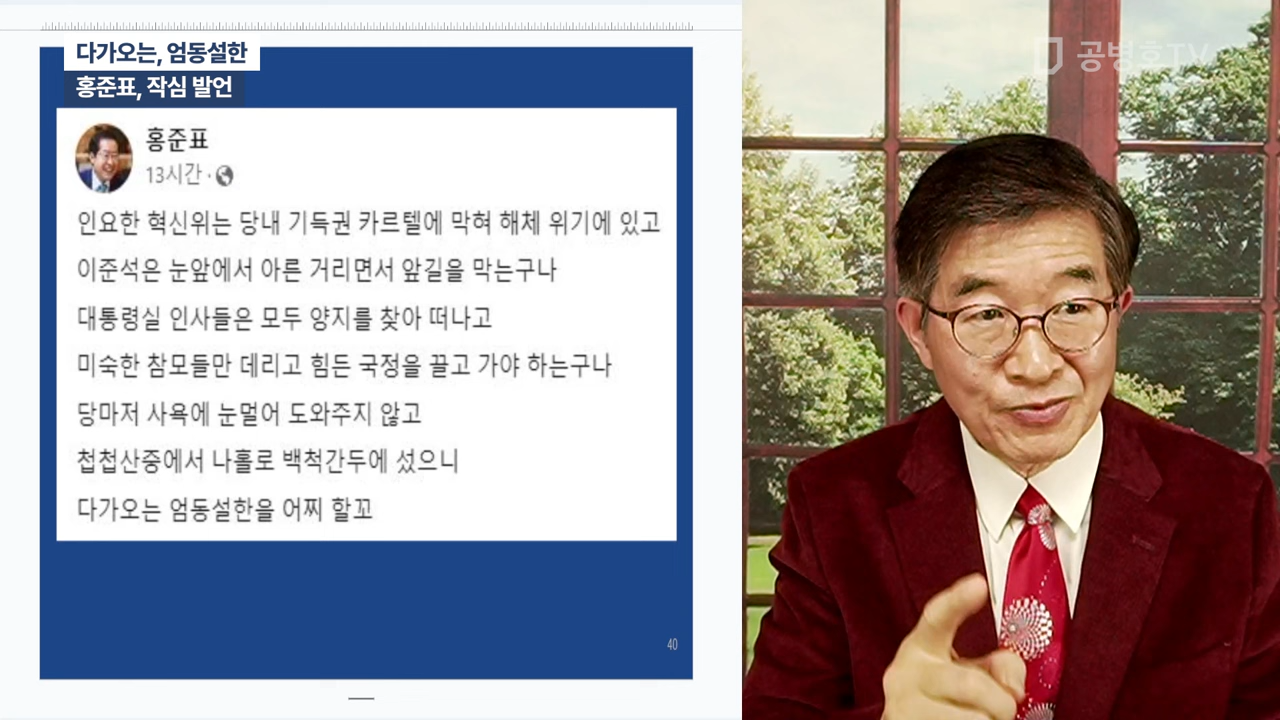 다가오는, 엄동설한
홍준표, 작심 발언
홍준표
13시간 ·
인요한 혁신위는 당내 기득권 카르텔에 막혀 해체 위기에 있고
이준석은 눈앞에서 아른 거리면서 앞길을 막는구나
대통령실 인사들은 모두 양지를 찾아 떠나고
미숙한 참모들만 데리고 힘든 국정을 끌고 가야 하는구나
당마저 사욕에 눈멀어 도와주지 않고
첩첩산중에서 나홀로 백척간두에 섰으니
다가오는 엄동설한을 어찌 할꼬
40
공병호TV